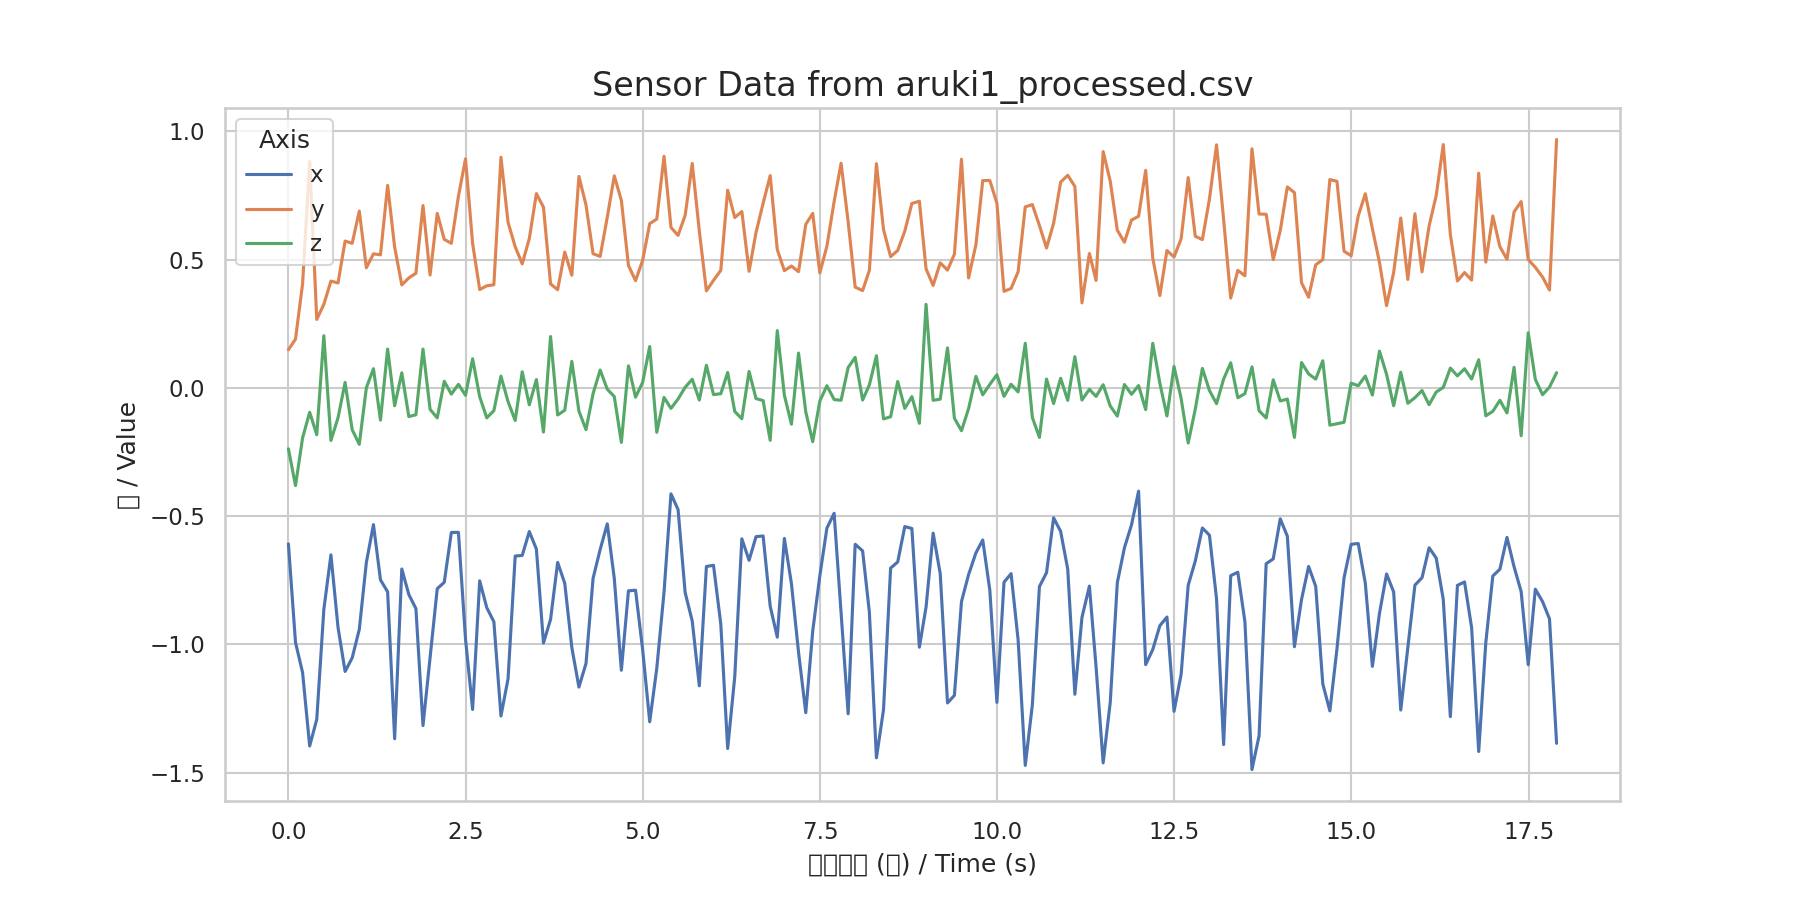 Sensor Data from aruki1_processed.csv
Axis
x
y
z
1.0
0.5
0.0
−0.5
−1.0
−1.5
/ Value
0.0 2.5 5.0 7.5 10.0 12.5 15.0 17.5
( ) / Time (s)